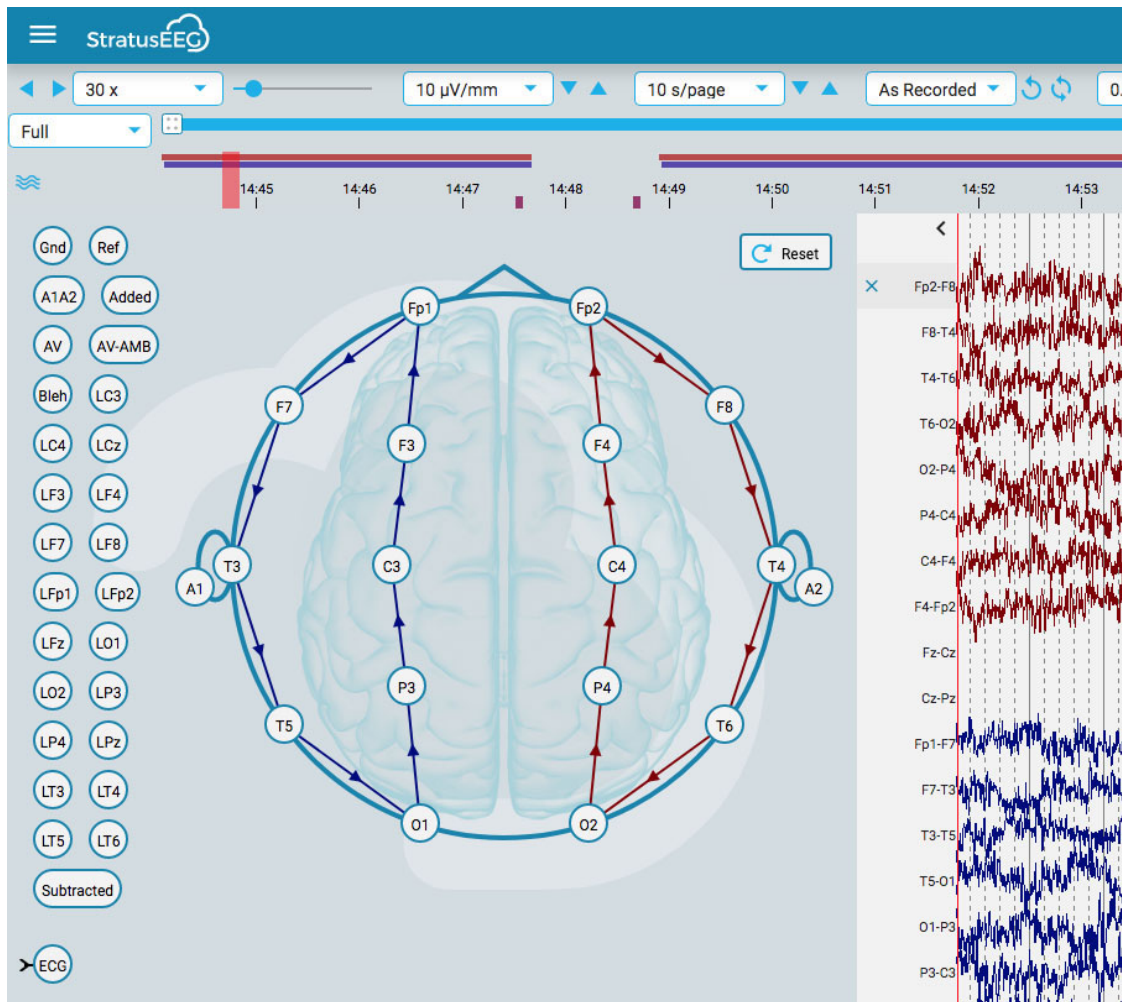 StratusEEG
30 x 10 µV/mm 10 s/page As Recorded 0.
Full
14:45 14:46 14:47 14:48 14:49 14:50 14:51 14:52 14:53
Reset
Gnd Ref
A1A2 Added
AV AV-AMB
Bleh LC3
LC4 LCz
LF3 LF4
LF7 LF8
LFp1 LFp2
LFz LO1
LO2 LP3
LP4 LPz
LT3 LT4
LT5 LT6
Subtracted
ECG
Fp1 Fp2
F7 F8
F3 F4
A1 T3 C3 C4 T4 A2
P3 P4
T5 T6
O1 O2
Fp2-F8
F8-T4
T4-T6
T6-O2
O2-P4
P4-C4
C4-F4
F4-Fp2
Fz-Cz
Cz-Pz
Fp1-F7
F7-T3
T3-T5
T5-O1
O1-P3
P3-C3